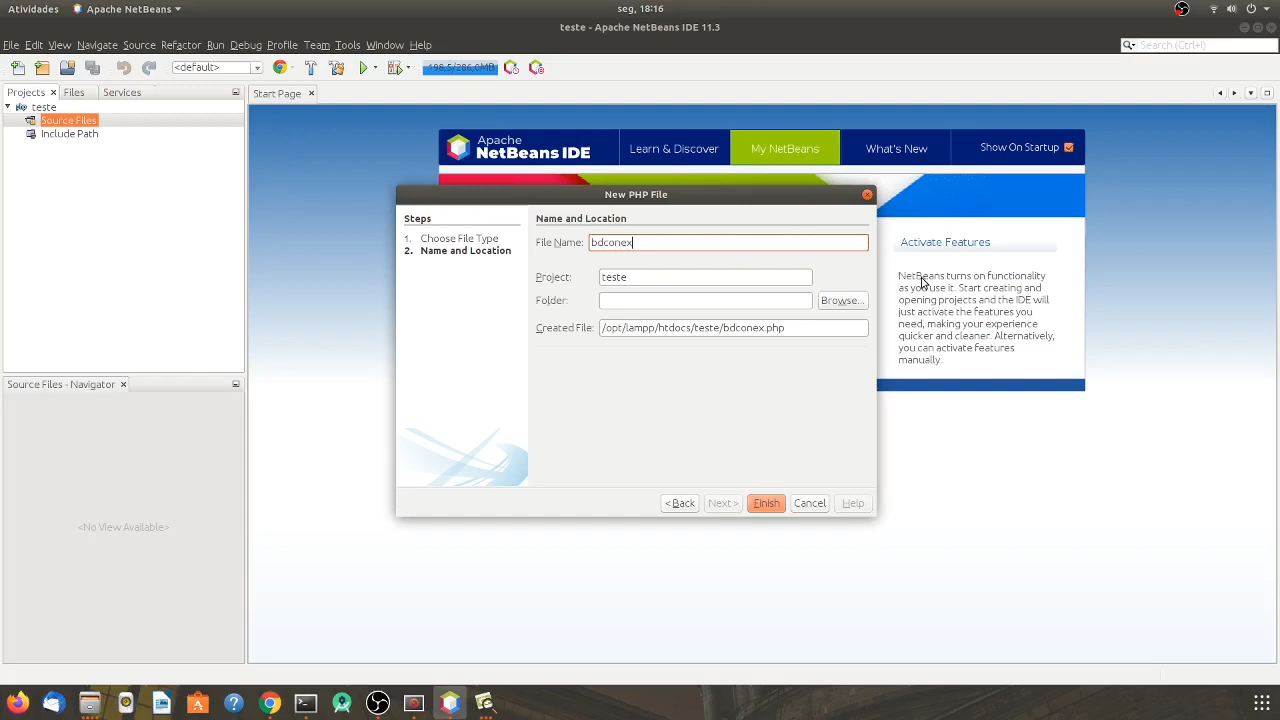 Atividades
Apache NetBeans
seg, 18:16
teste - Apache NetBeans IDE 11.3
File Edit View Navigate Source Refactor Run Debug Profile Team Tools Window Help
Search (Ctrl+I)
<default>
198,5/286,0MB
Projects
Files
Services
Start Page
teste
Source Files
Include Path
Apache
NetBeans IDE
Learn & Discover
My NetBeans
What's New
Show On Startup
New PHP File
Steps
1. Choose File Type
2. Name and Location
Name and Location
File Name: bdconex
Project: teste
Folder:
Browse...
Created File: /opt/lampp/htdocs/teste/bdconex.php
< Back
Next >
Finish
Cancel
Help
Activate Features
NetBeans turns on functionality
as you use it. Start creating and
opening projects and the IDE will
just activate the features you
need, making your experience
quicker and cleaner. Alternatively,
you can activate features
manually.
Source Files - Navigator
<No View Available>